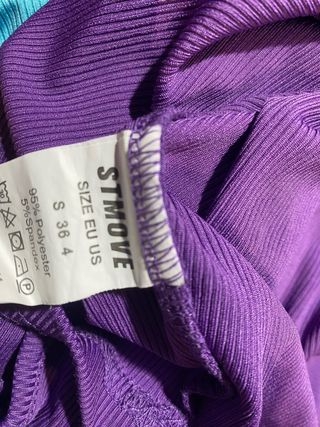 STMOVE
SIZE EU US
S 36 4
95% Polyester
5% Spandex